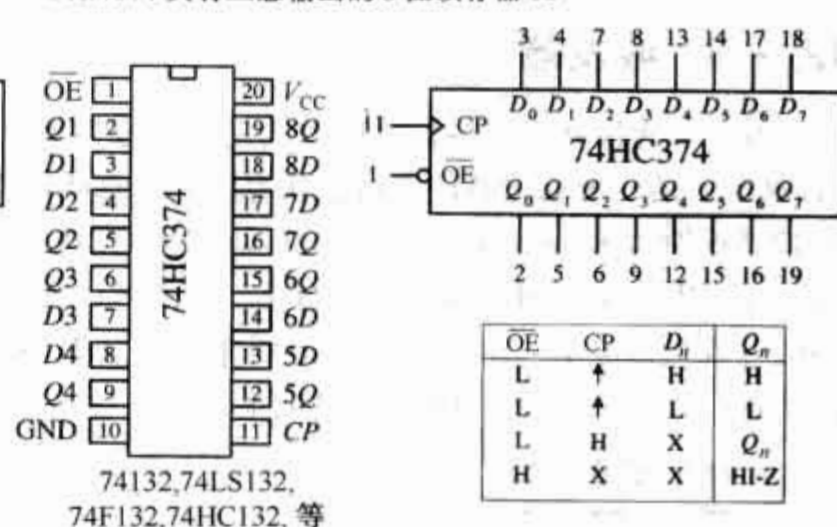 OE 1 20 VCC
Q1 2 19 8Q
D1 3 18 8D
D2 4 17 7D
Q2 5 16 7Q
Q3 6 15 6Q
D3 7 14 6D
D4 8 13 5D
Q4 9 12 5Q
GND 10 11 CP
74HC374
74132,74LS132,
74F132,74HC132, 等
3 4 7 8 13 14 17 18
D0 D1 D2 D3 D4 D5 D6 D7
11 CP
74HC374
1 OE
Q0 Q1 Q2 Q3 Q4 Q5 Q6 Q7
2 5 6 9 12 15 16 19
OE CP Dn Qn
L ↑ H H
L ↑ L L
L H X Qn
H X X HI-Z